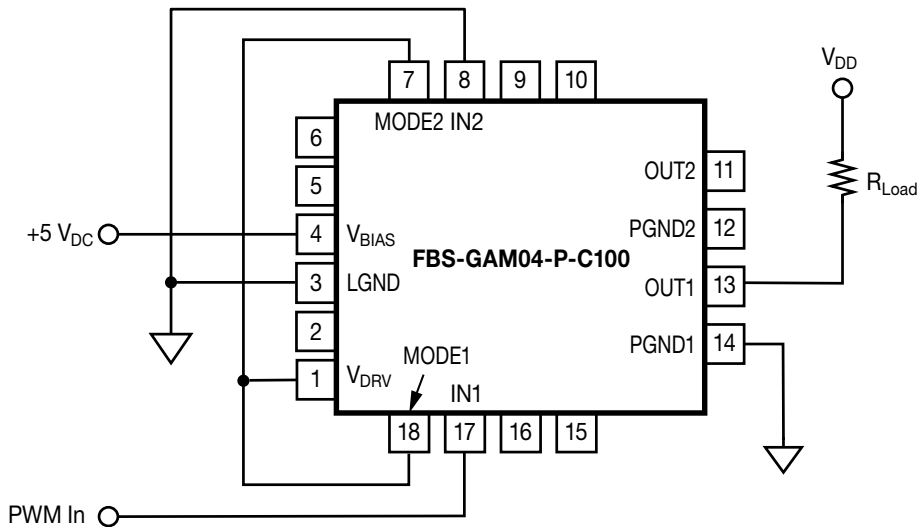 7 8 9 10
V_DD
MODE2 IN2
6
OUT2 11
R_Load
5
PGND2 12
+5 V_DC 4 V_BIAS
FBS-GAM04-P-C100
3 LGND
OUT1 13
2
PGND1 14
MODE1
1 V_DRV
IN1
18 17 16 15
PWM In